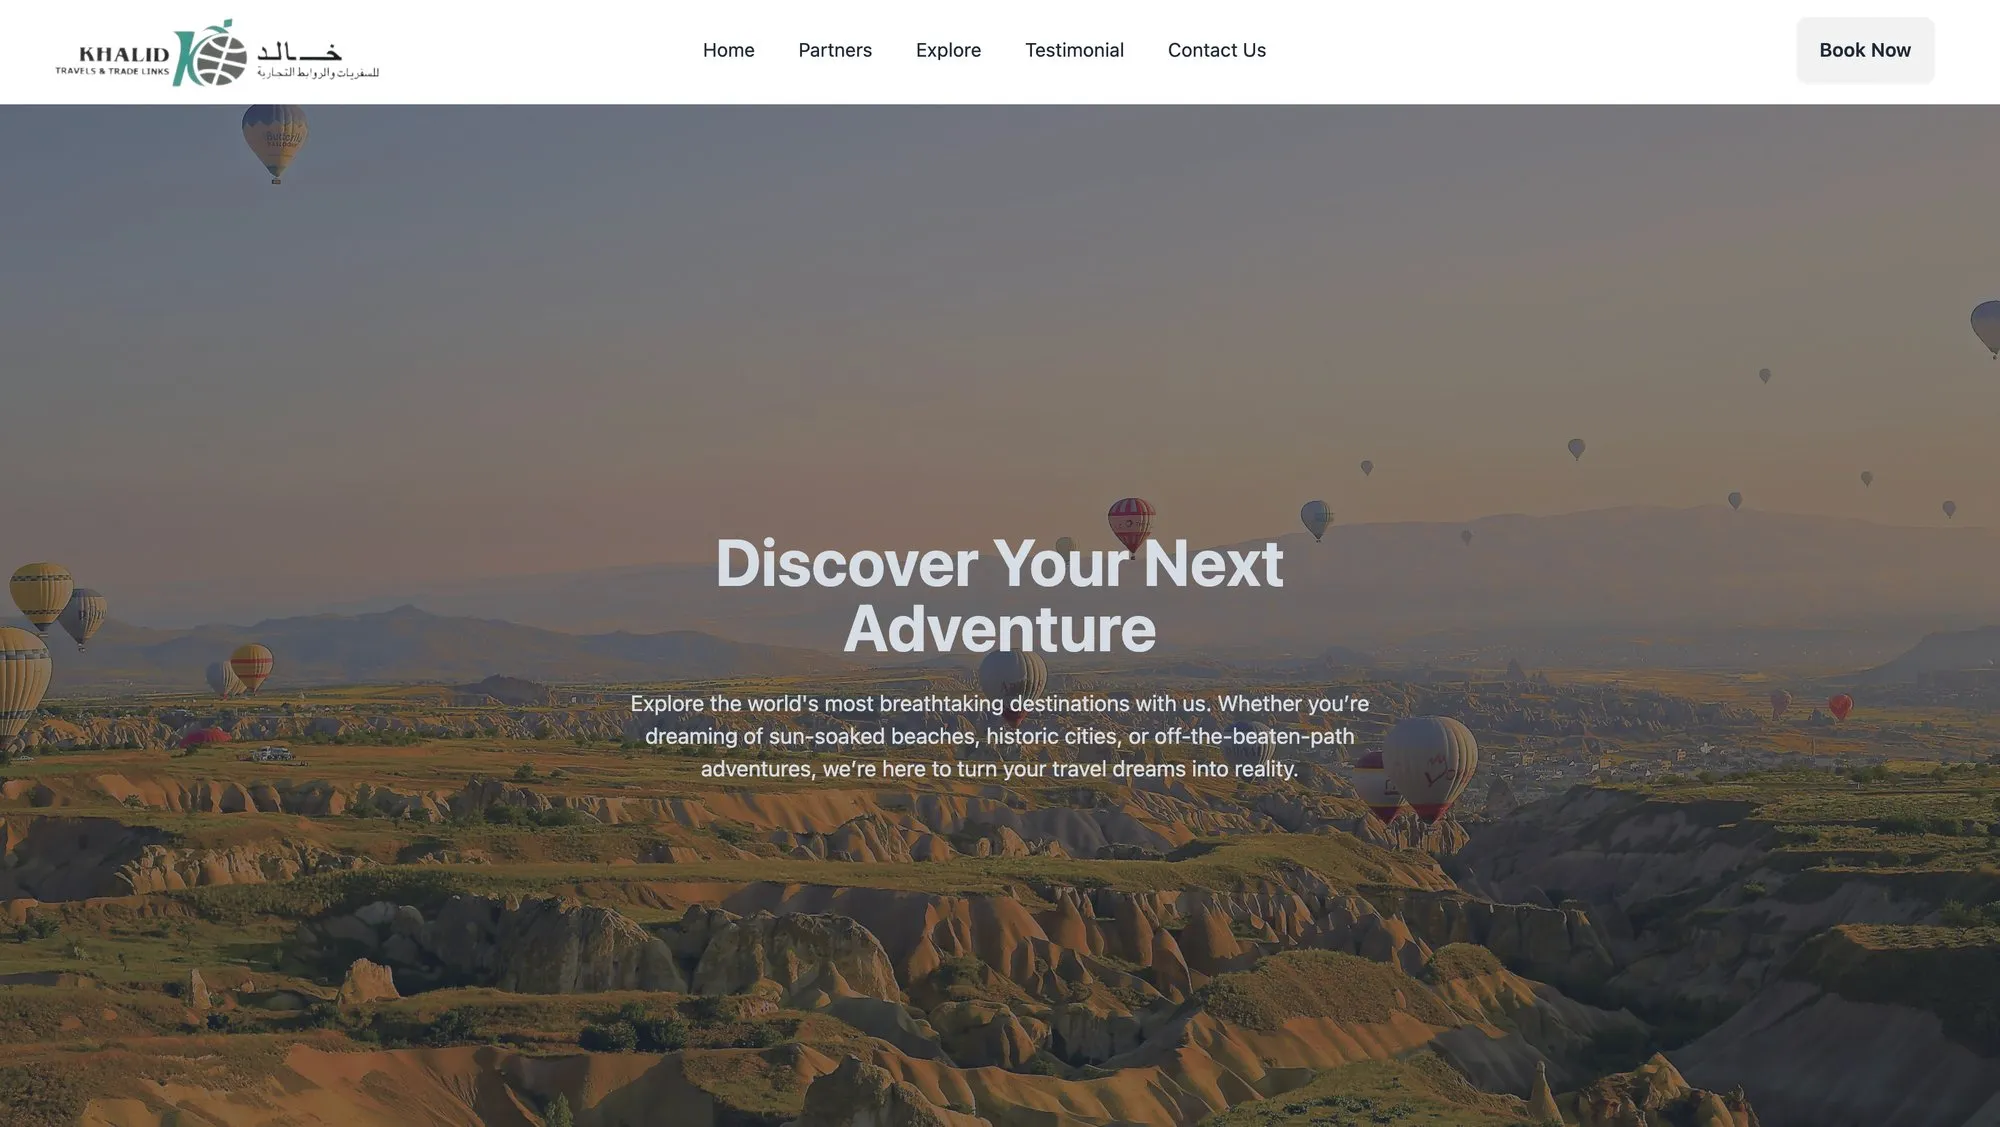 KHALID
TRAVELS & TRADE LINKS
خالد
للسفريات والروابط التجارية
Home
Partners
Explore
Testimonial
Contact Us
Book Now
Discover Your Next
Adventure
Explore the world's most breathtaking destinations with us. Whether you’re
dreaming of sun-soaked beaches, historic cities, or off-the-beaten-path
adventures, we’re here to turn your travel dreams into reality.